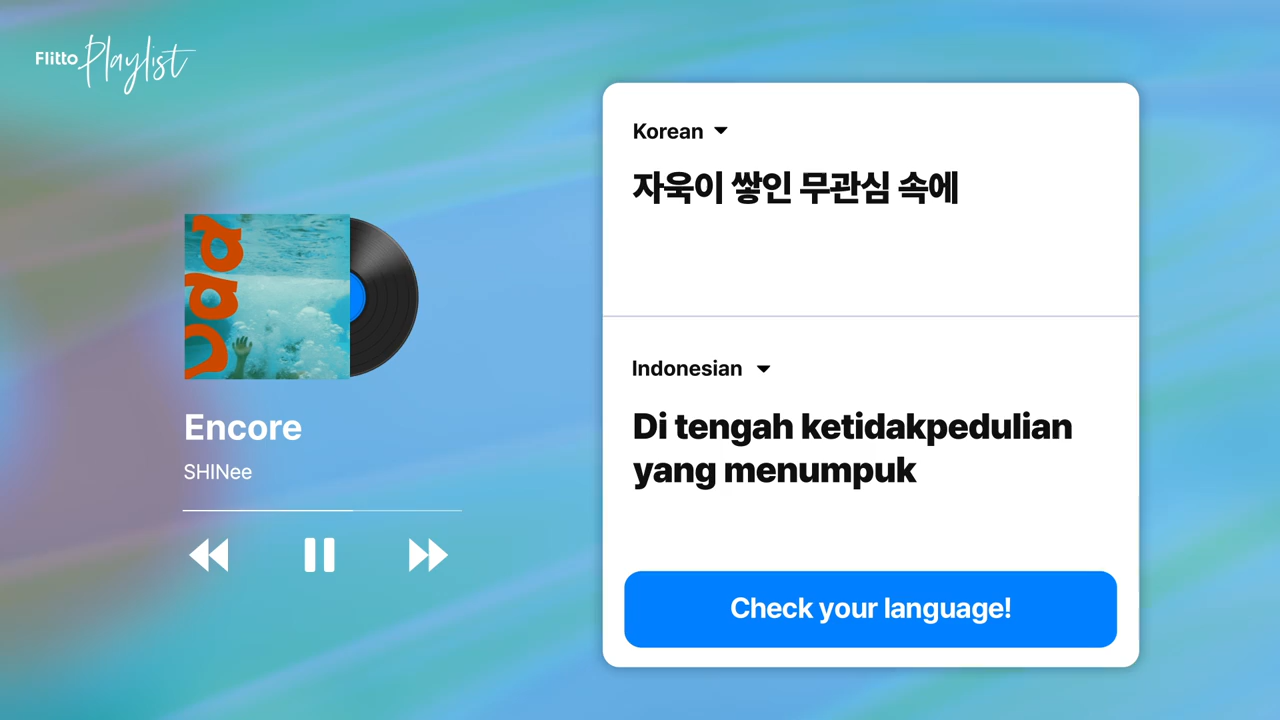 Flitto Playlist
Odd
Encore
SHINee
Korean
자욱이 쌓인 무관심 속에
Indonesian
Di tengah ketidakpedulian
yang menumpuk
Check your language!